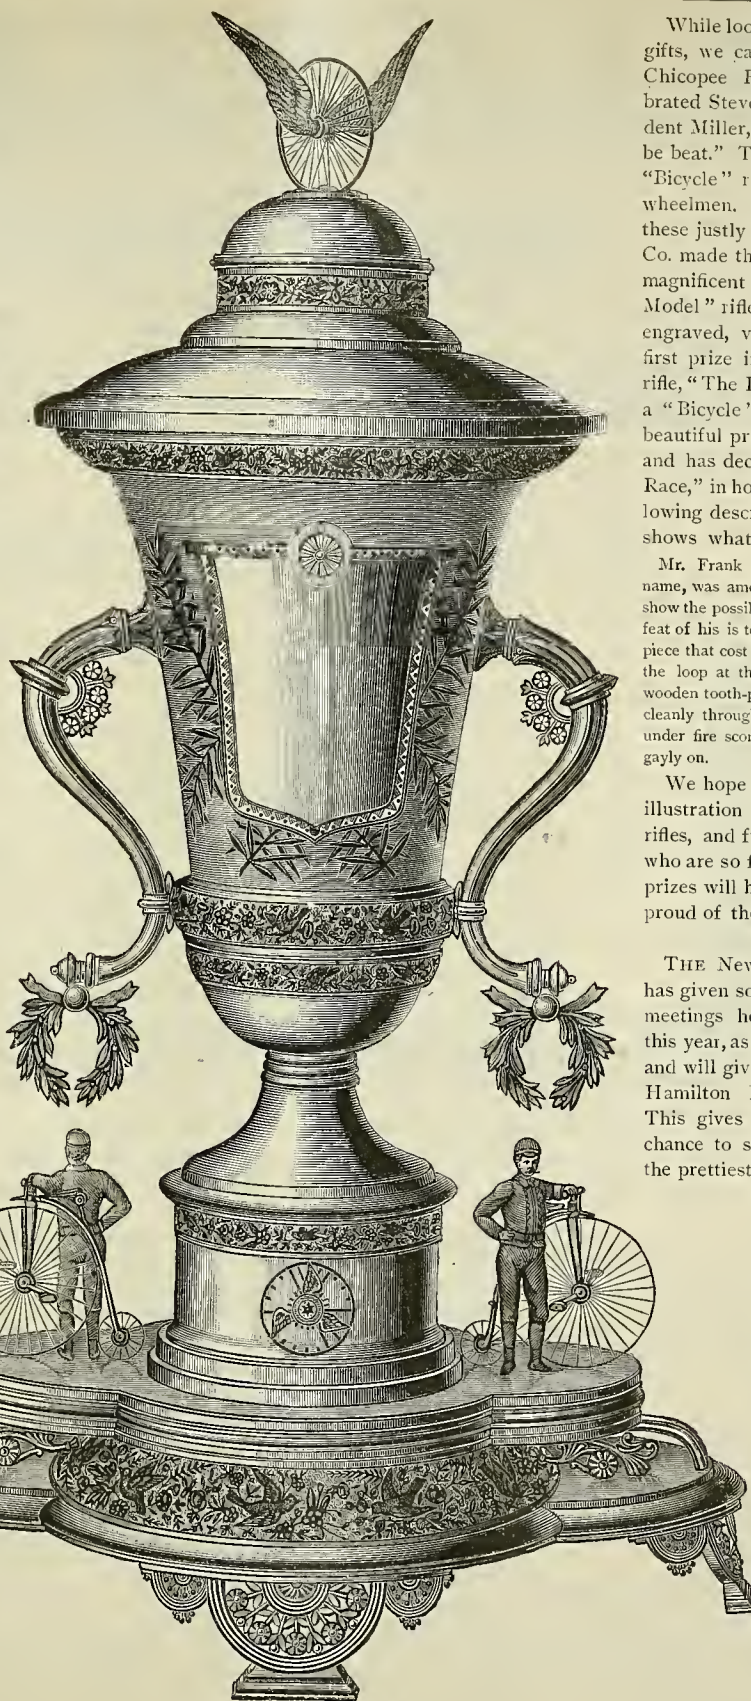 While loo
gifts, we ca
Chicopee F
brated Steve
dent Miller,
be beat." T
"Bicycle" r
wheelmen.
these justly
Co. made th
magnificent
Model" rifle
engraved, v
first prize i
rifle, "The
a "Bicycle"
beautiful pr
and has dec
Race," in ho
lowing desc
shows what
Mr. Frank
name, was am
show the possil
feat of his is t
piece that cost
the loop at th
wooden tooth-p
cleanly throug
under fire scor
gayly on.
We hope
illustration
rifles, and f
who are so f
prizes will h
proud of the
THE New
has given so
meetings he
this year, as
and will giv
Hamilton
This gives
chance to s
the prettiest